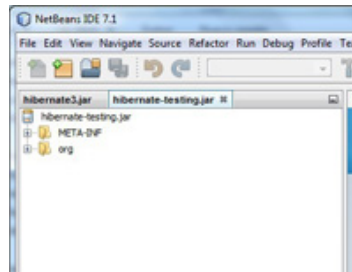 NetBeans IDE 7.1
File Edit View Navigate Source Refactor Run Debug Profile
hibernate3.jar hibernate-testing.jar
hibernate-testing.jar
META-INF
org